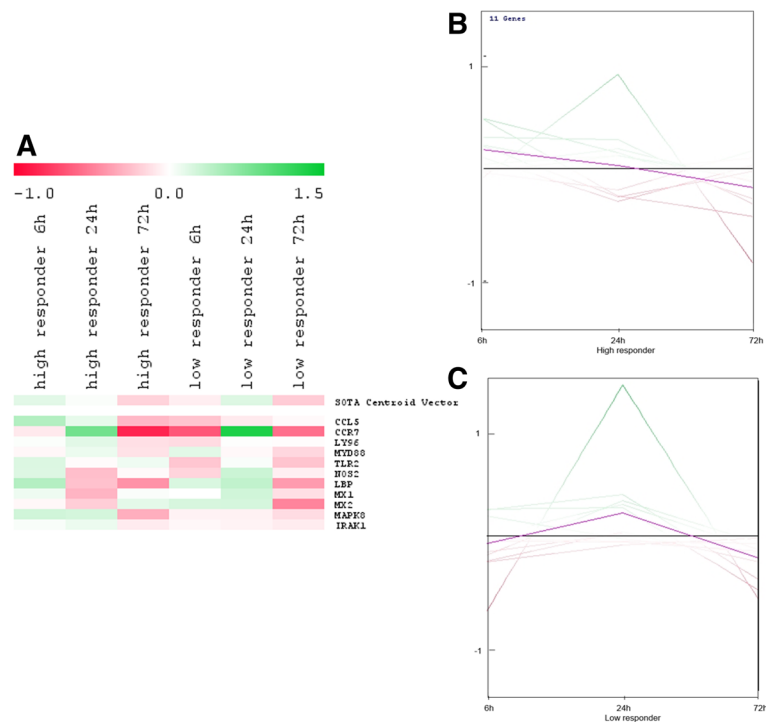 A
-1.0 0.0 1.5
high responder 6h
high responder 24h
high responder 72h
low responder 6h
low responder 24h
low responder 72h
SOTA Centroid Vector
CCL5
CCR7
LY96
MYD88
TLR2
NOS2
LBP
MX1
MX2
MAPK8
IRAK1
B
11 Genes
1
-1
6h 24h 72h
High responder
C
1
-1
6h 24h 72h
Low responder